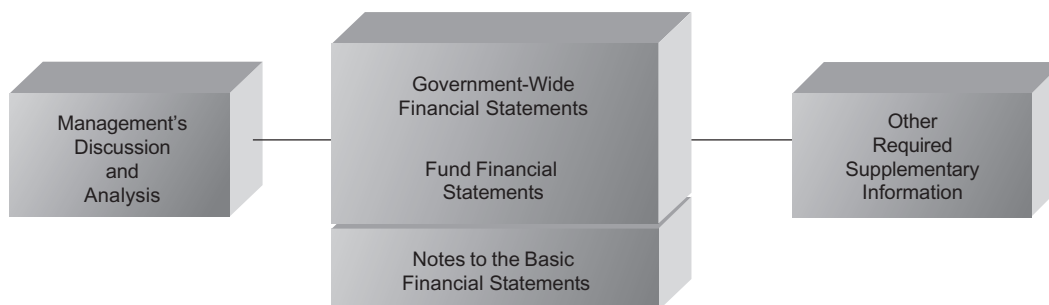 Management’s
Discussion
and
Analysis
Government-Wide
Financial Statements
Fund Financial
Statements
Notes to the Basic
Financial Statements
Other
Required
Supplementary
Information